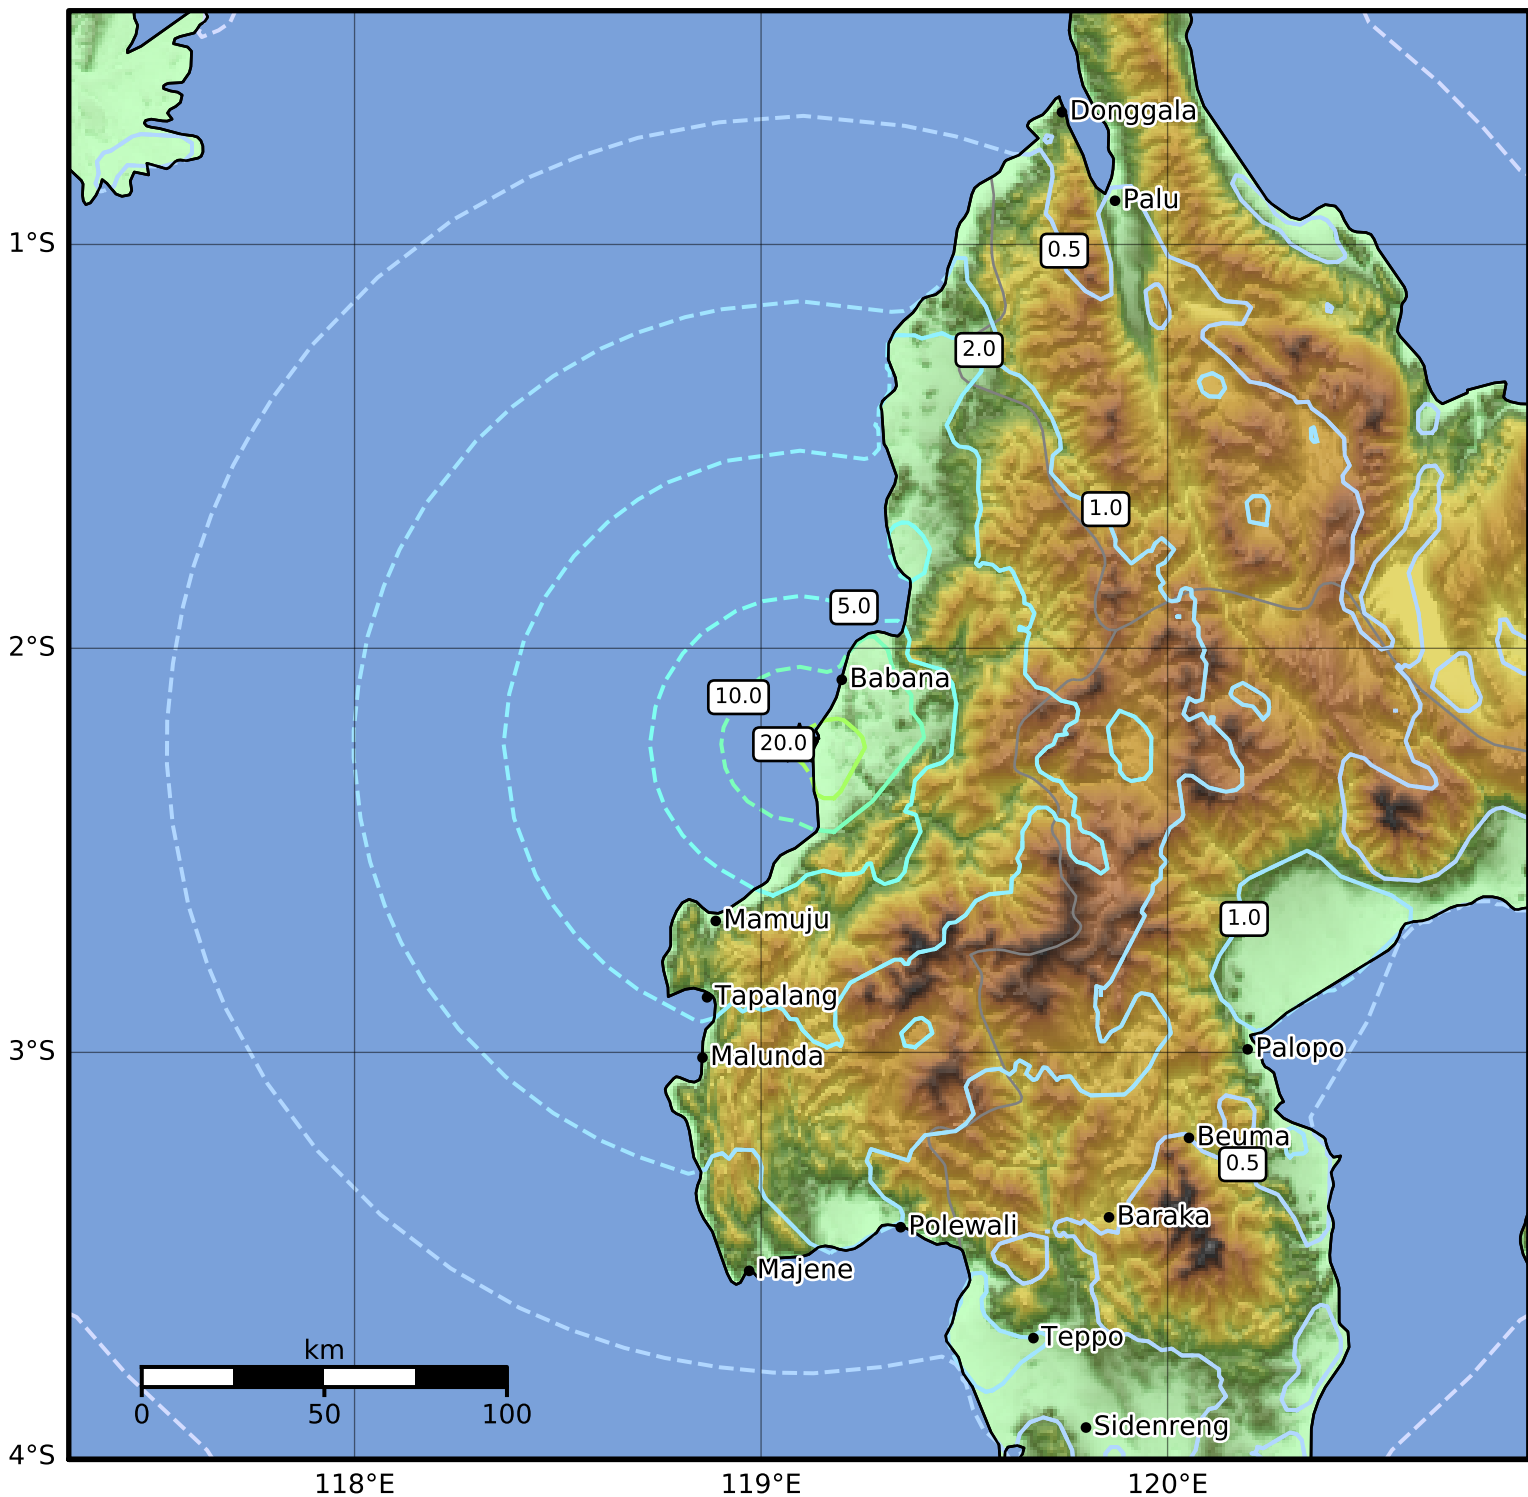 Donggala
Palu
1°S
0.5
2.0
1.0
5.0
2°S
Babana
10.0
20.0
Mamuju
1.0
Tapalang
3°S
Malunda
Palopo
Beuma
0.5
Baraka
Polewali
Majene
Teppo
km
0
50
100
Sidenreng
4°S
118°E
119°E
120°E